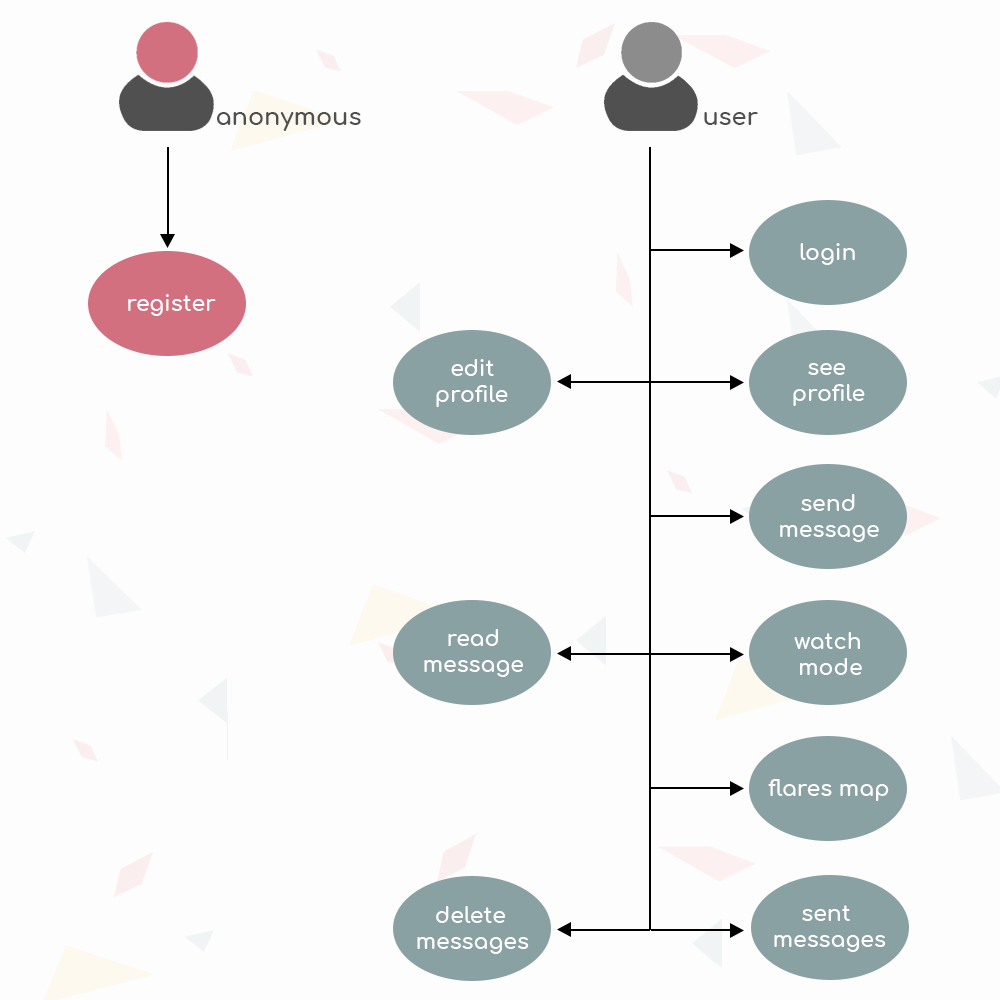 anonymous
user
register
login
edit
profile
see
profile
send
message
read
message
watch
mode
flares map
delete
messages
sent
messages